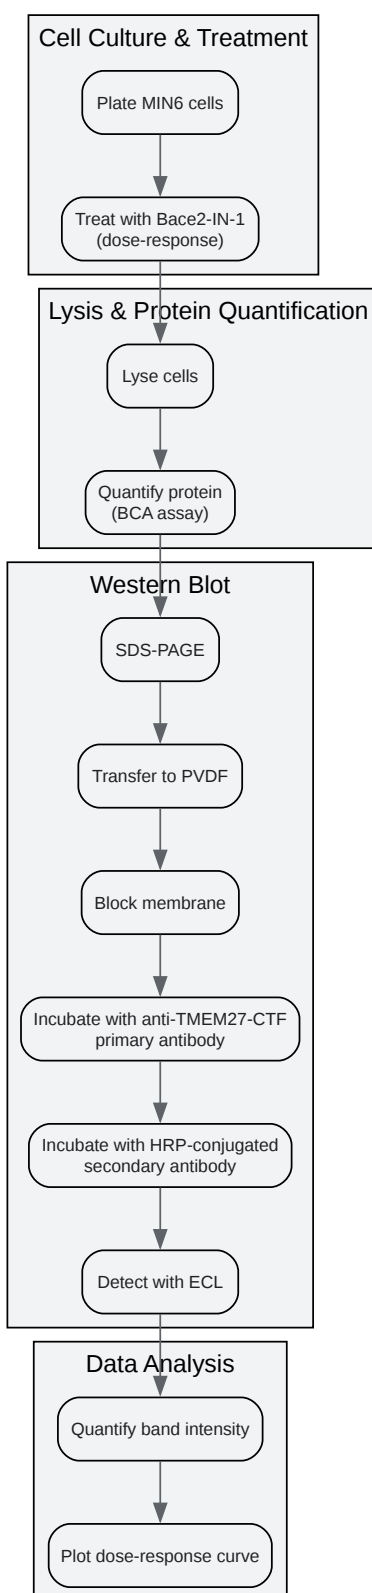 Cell Culture & Treatment
Plate MIN6 cells
Treat with Bace2-IN-1
(dose-response)
Lysis & Protein Quantification
Lyse cells
Quantify protein
(BCA assay)
Western Blot
SDS-PAGE
Transfer to PVDF
Block membrane
Incubate with anti-TMEM27-CTF
primary antibody
Incubate with HRP-conjugated
secondary antibody
Detect with ECL
Data Analysis
Quantify band intensity
Plot dose-response curve